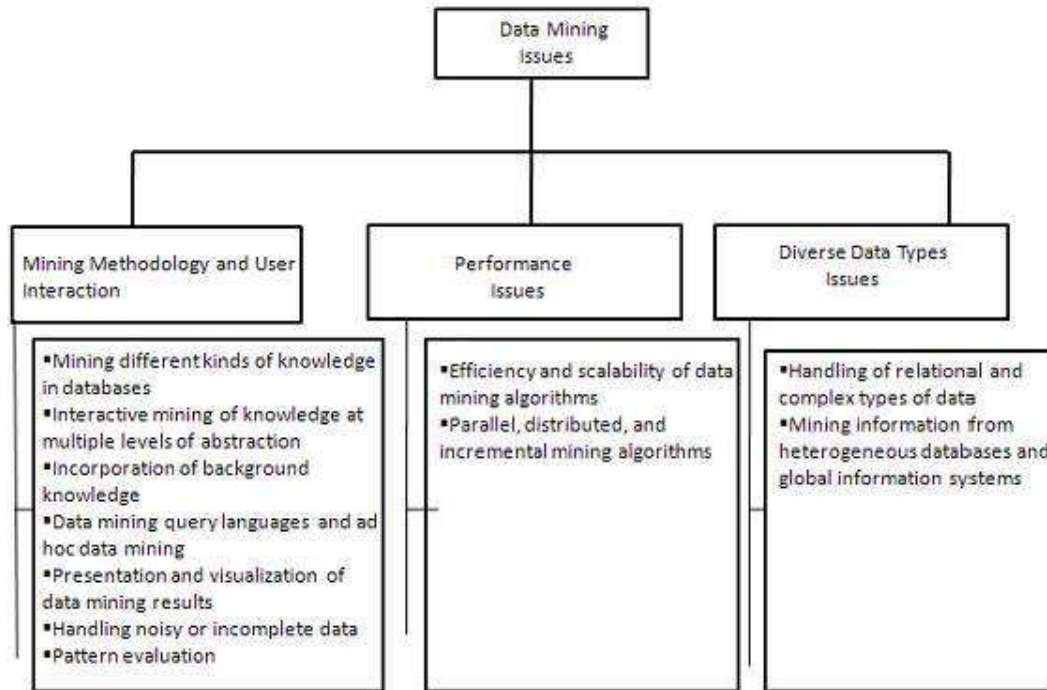 Data Mining
Issues
Mining Methodology and User
Interaction
Performance
Issues
Diverse Data Types
Issues
▪Mining different kinds of knowledge
in databases
▪Interactive mining of knowledge at
multiple levels of abstraction
▪Incorporation of background
knowledge
▪Data mining query languages and ad
hoc data mining
▪Presentation and visualization of
data mining results
▪Handling noisy or incomplete data
▪Pattern evaluation
▪Efficiency and scalability of data
mining algorithms
▪Parallel, distributed, and
incremental mining algorithms
▪Handling of relational and
complex types of data
▪Mining information from
heterogeneous databases and
global information systems